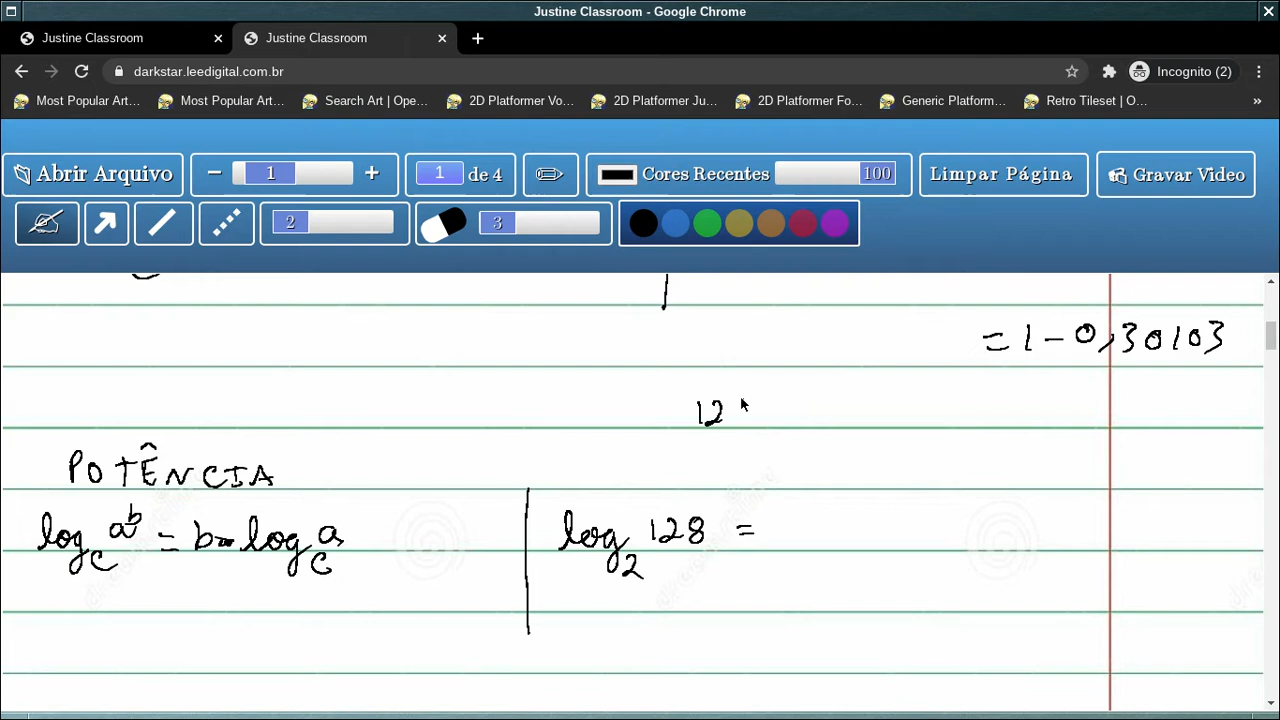 Justine Classroom - Google Chrome
Justine Classroom Justine Classroom
darkstar.leedigital.com.br Incognito (2)
Most Popular Art... Most Popular Art... Search Art | Ope... 2D Platformer Vo... 2D Platformer Ju... 2D Platformer Fo... Generic Platform... Retro Tileset | O...
Abrir Arquivo − 1 + 1 de 4 Cores Recentes 100 Limpar Página Gravar Video
2 3
= 1 - 0,30103
12
POTÊNCIA
log_c a^b = b · log_c a log_2 128 =